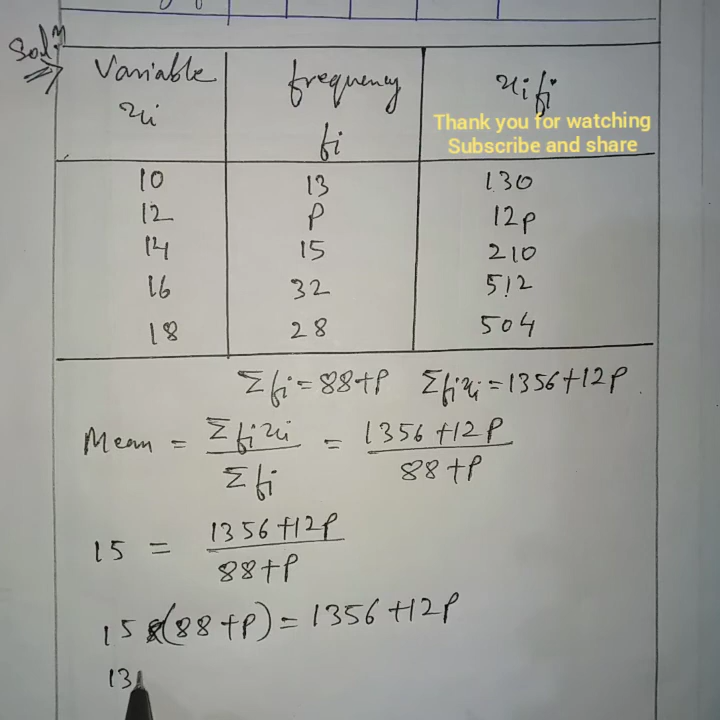 Solⁿ
Variable frequency xifi
xi fi
Thank you for watching
Subscribe and share
10 13 130
12 P 12p
14 15 210
16 32 512
18 28 504
Σfi = 88+P Σfixi = 1356+12P
Mean = Σfixi / Σfi = 1356+12P / 88+P
15 = 1356+12P / 88+P
15(88+P) = 1356+12P
13